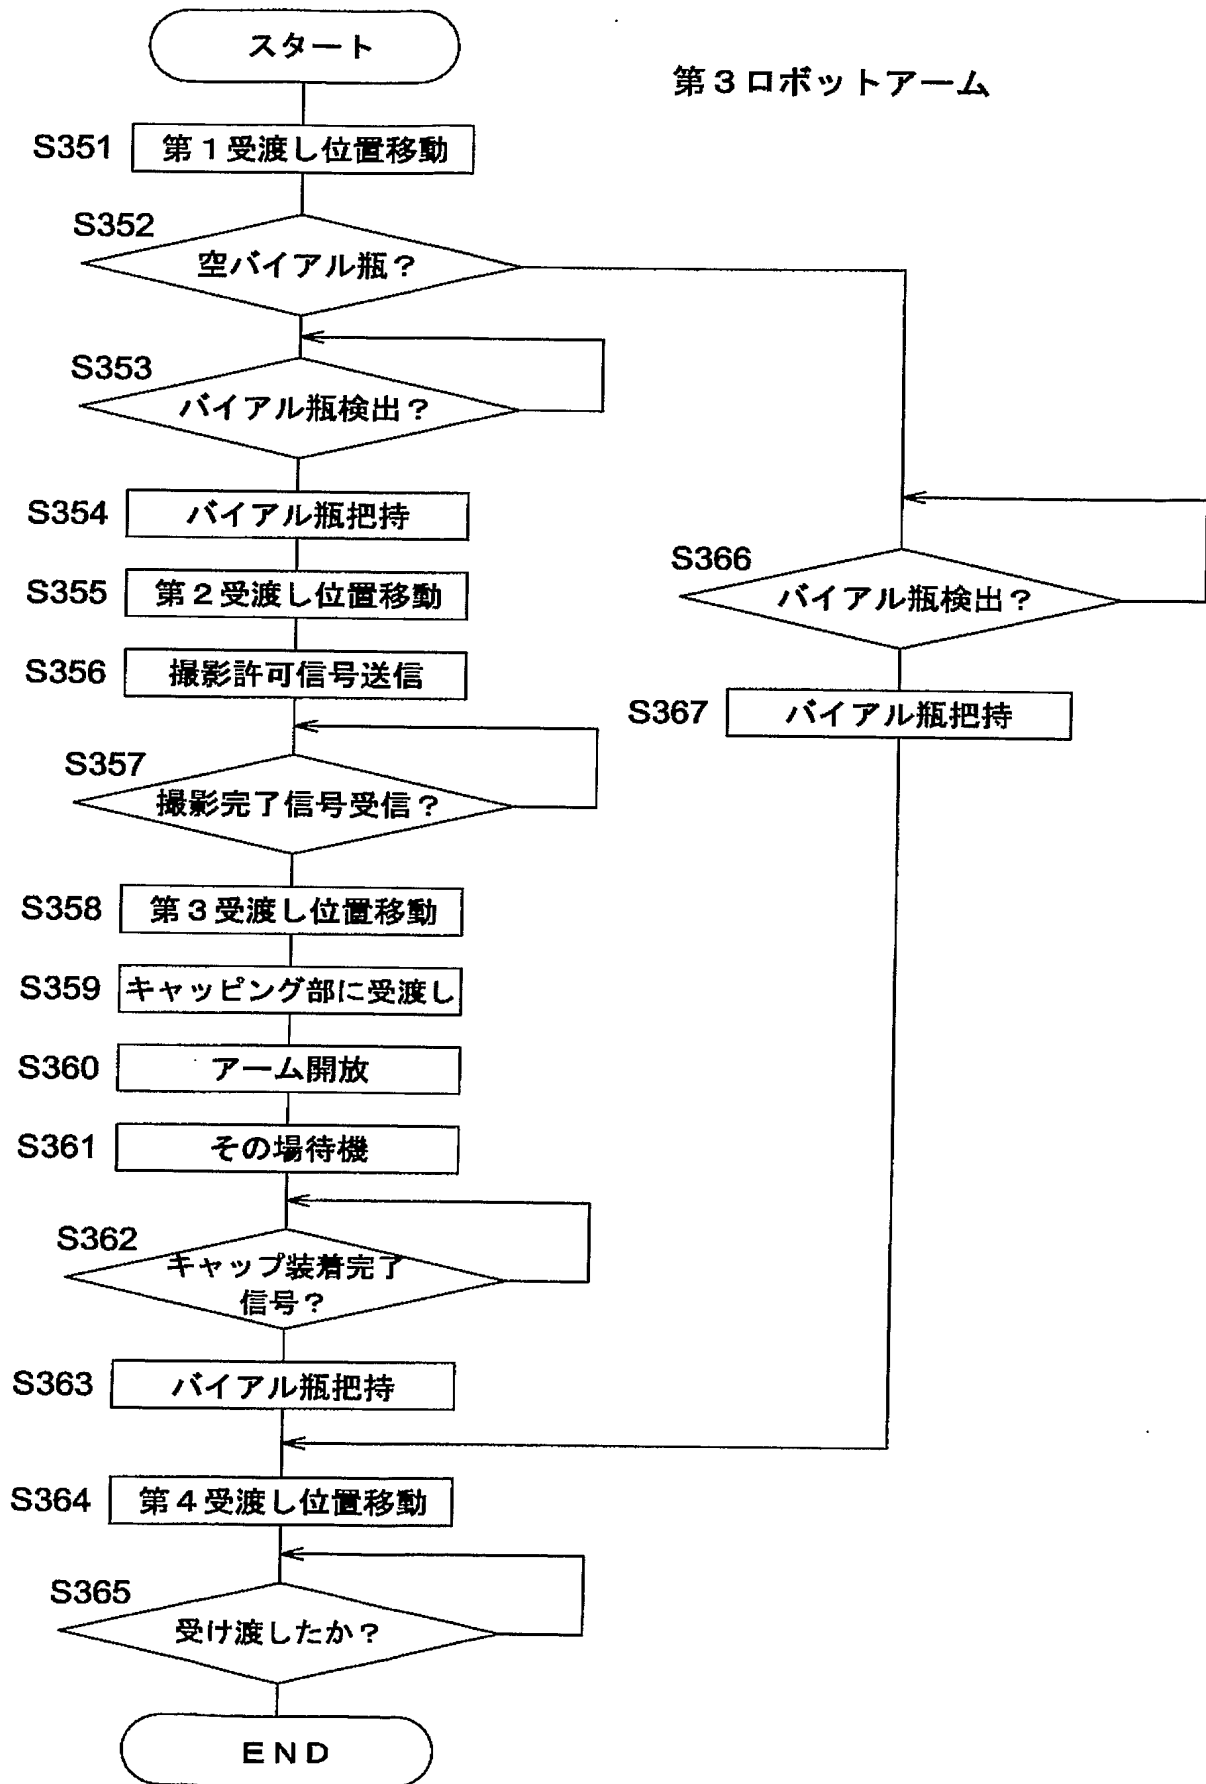 スタート
第3ロボットアーム
S351 第1受渡し位置移動
S352
空バイアル瓶?
S353
バイアル瓶検出?
S354 バイアル瓶把持
S355 第2受渡し位置移動
S356 撮影許可信号送信
S357
撮影完了信号受信?
S358 第3受渡し位置移動
S359 キャッピング部に受渡し
S360 アーム開放
S361 その場待機
S362
キャップ装着完了
信号?
S363 バイアル瓶把持
S364 第4受渡し位置移動
S365
受け渡したか?
END
S366
バイアル瓶検出?
S367 バイアル瓶把持